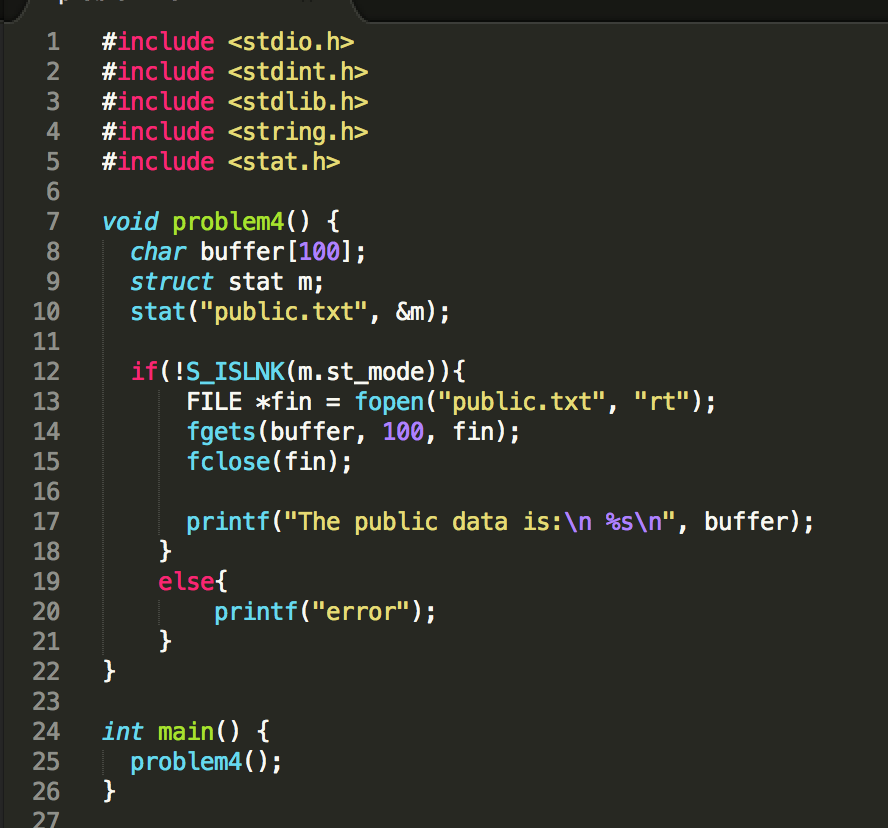 1 #include <stdio.h>
2 #include <stdint.h>
3 #include <stdlib.h>
4 #include <string.h>
5 #include <stat.h>
6
7 void problem4() {
8   char buffer[100];
9   struct stat m;
10   stat("public.txt", &m);
11
12   if(!S_ISLNK(m.st_mode)){
13       FILE *fin = fopen("public.txt", "rt");
14       fgets(buffer, 100, fin);
15       fclose(fin);
16
17       printf("The public data is:\n %s\n", buffer);
18     }
19     else{
20         printf("error");
21     }
22 }
23
24 int main() {
25   problem4();
26 }
27